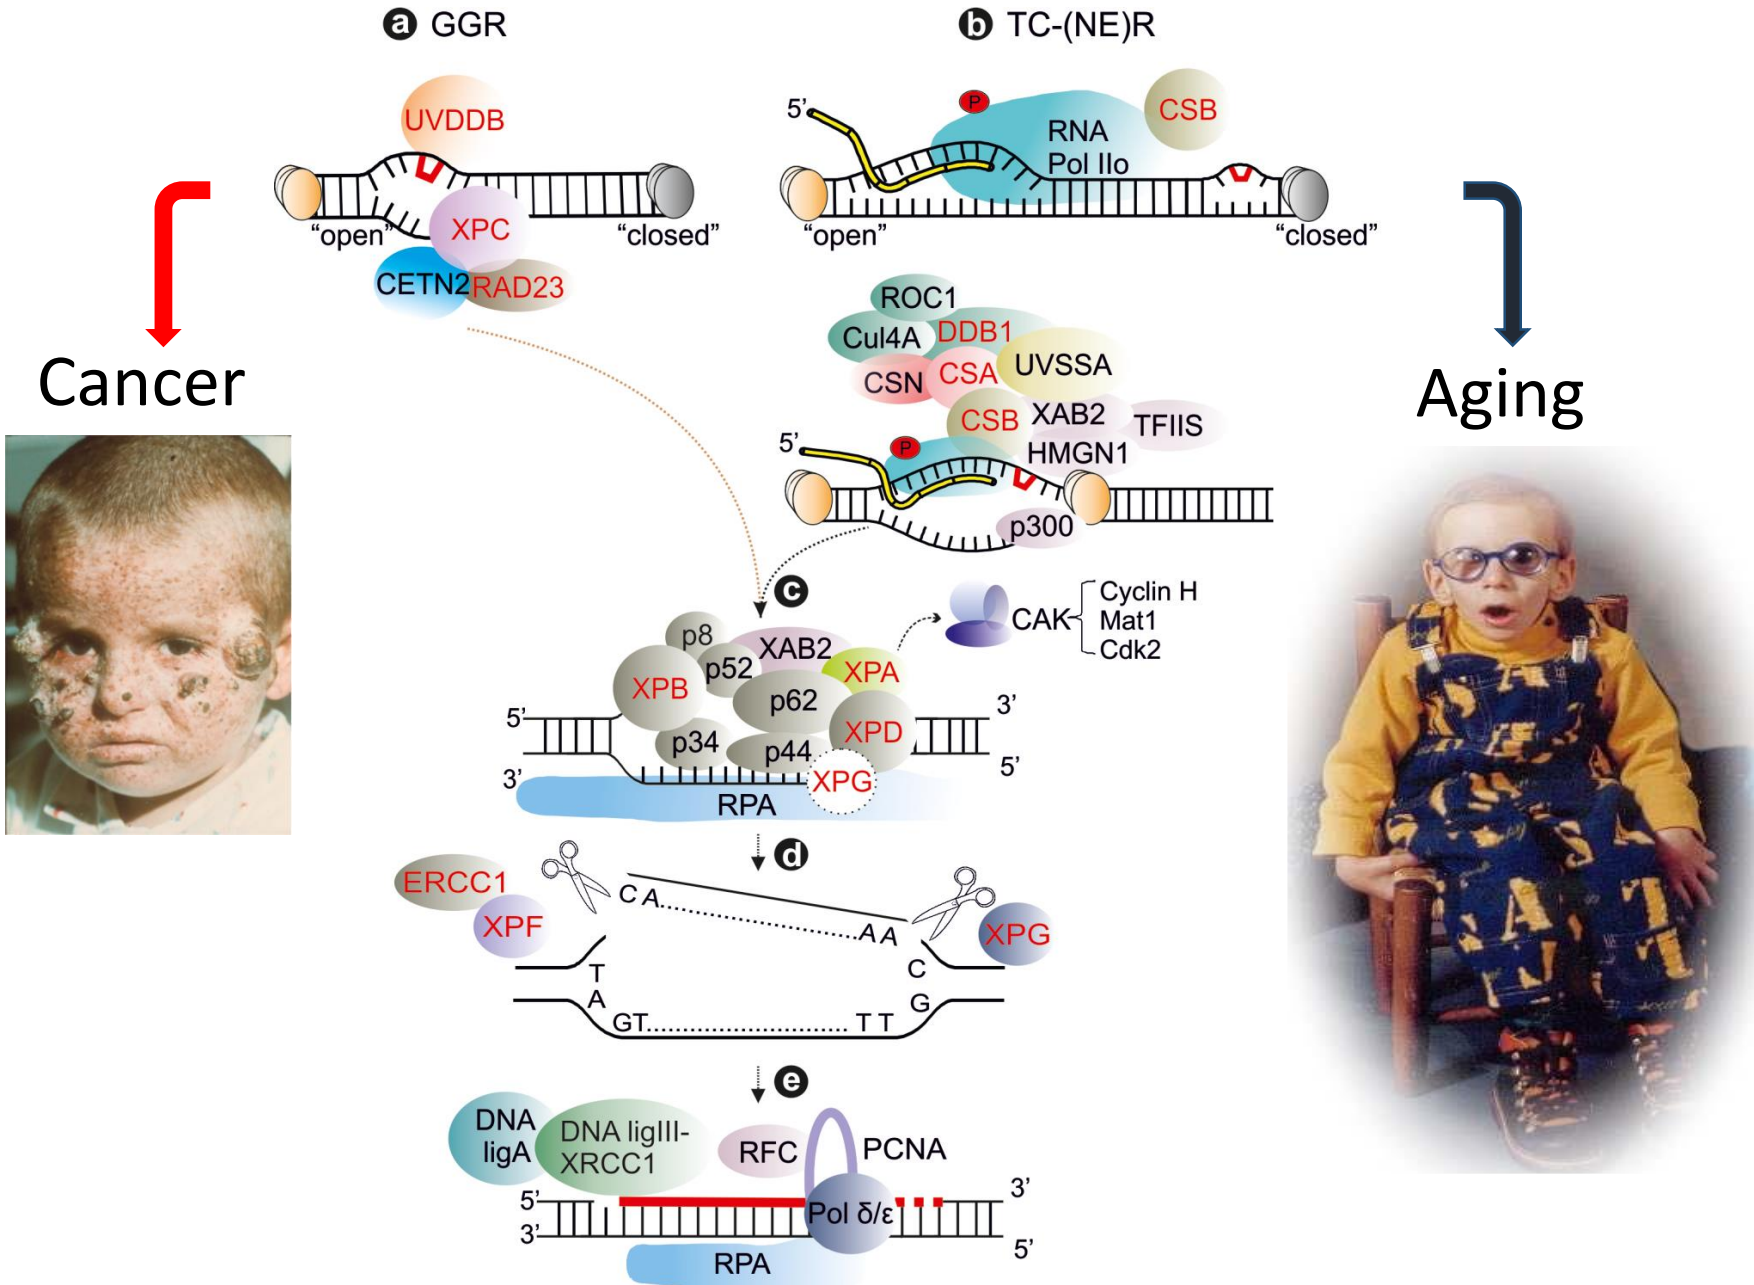 a GGR
UVDDB
XPC
"open"
"closed"
CETN2
RAD23
Cancer
b TC-(NE)R
5'
P
RNA
Pol IIo
CSB
"open"
"closed"
Aging
ROC1
Cul4A
DDB1
CSN
CSA
UVSSA
CSB
XAB2
TFIIS
HMGN1
5'
P
p300
c
CAK
Cyclin H
Mat1
Cdk2
p8
p52
XAB2
XPA
XPB
p62
XPD
p34
p44
XPG
5'
3'
3'
5'
RPA
d
ERCC1
XPF
XPG
CA
AA
T
C
A
G
GT
TT
e
DNA
ligA
DNA ligIII-
XRCC1
RFC
PCNA
Pol δ/ε
5'
3'
3'
5'
RPA